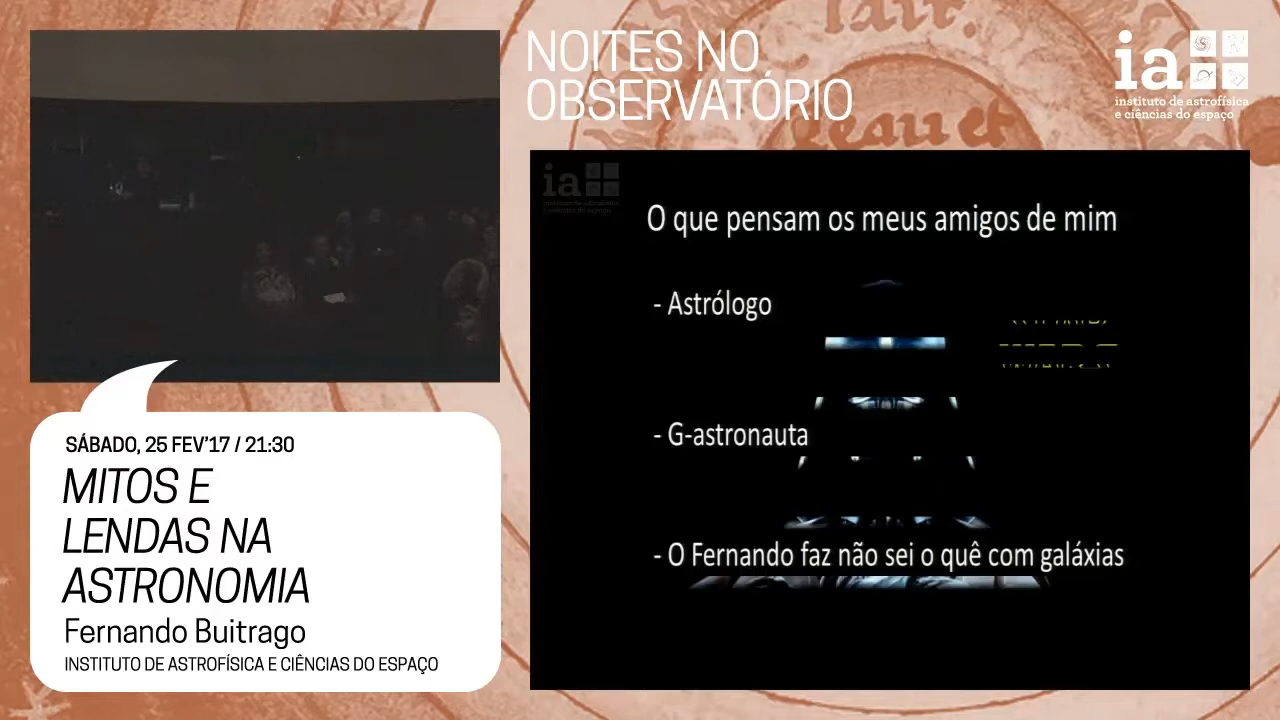 NOITES NO
OBSERVATÓRIO
ia
instituto de astrofísica
e ciências do espaço
fait.
ia
O que pensam os meus amigos de mim
- Astrólogo
- G-astronauta
- O Fernando faz não sei o quê com galáxias
SÁBADO, 25 FEV'17 / 21:30
MITOS E
LENDAS NA
ASTRONOMIA
Fernando Buitrago
INSTITUTO DE ASTROFÍSICA E CIÊNCIAS DO ESPAÇO